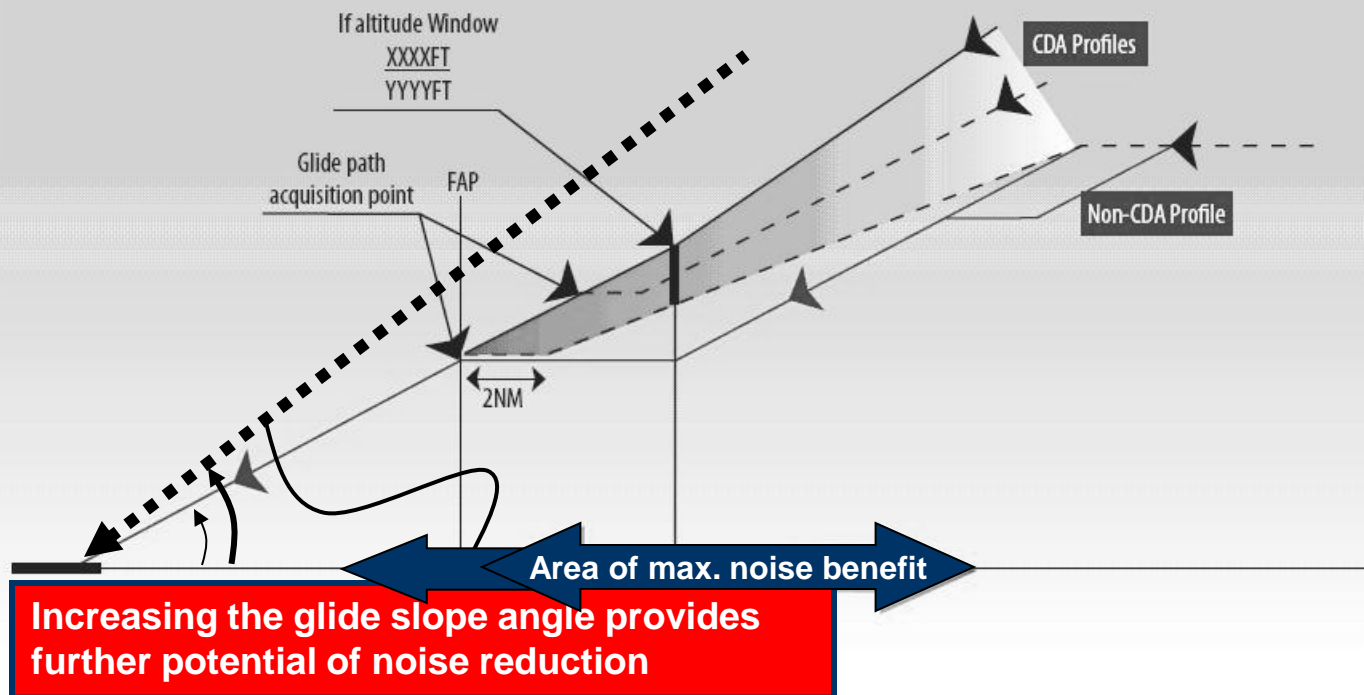 If altitude Window
XXXXFT
YYYYFT
CDA Profiles
Glide path
acquisition point
FAP
Non-CDA Profile
2NM
Area of max. noise benefit
Increasing the glide slope angle provides
further potential of noise reduction